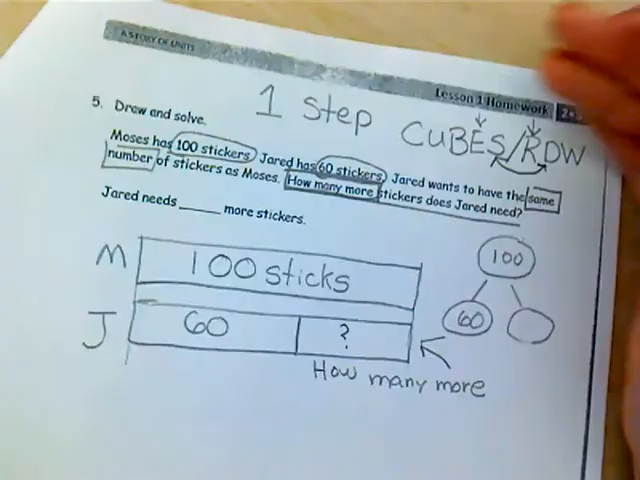 A STORY OF UNITS
Lesson 1 Homework
5. Draw and solve.
1 Step CUBES/RDW
Moses has 100 stickers. Jared has 60 stickers. Jared wants to have the same
number of stickers as Moses. How many more stickers does Jared need?
Jared needs ______ more stickers.
M 100 sticks
J 60 ?
How many more
100
60